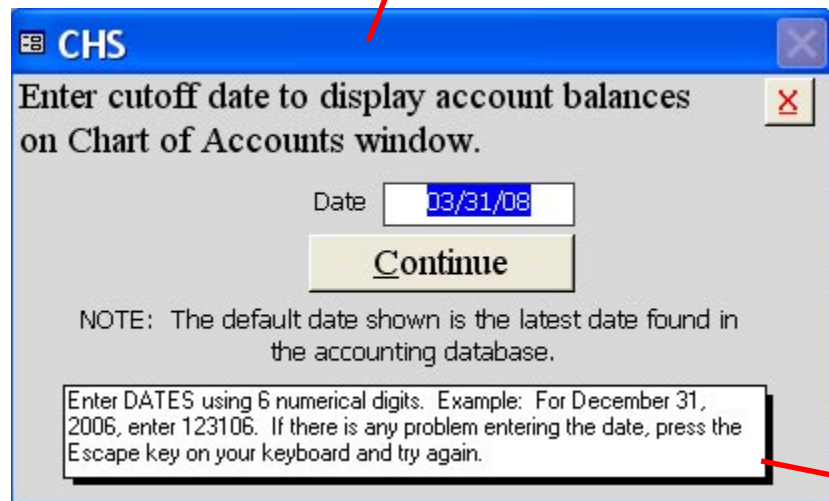 CHS
Enter cutoff date to display account balances
on Chart of Accounts window.
X
Date 03/31/08
Continue
NOTE: The default date shown is the latest date found in
the accounting database.
Enter DATES using 6 numerical digits. Example: For December 31,
2006, enter 123106. If there is any problem entering the date, press the
Escape key on your keyboard and try again.